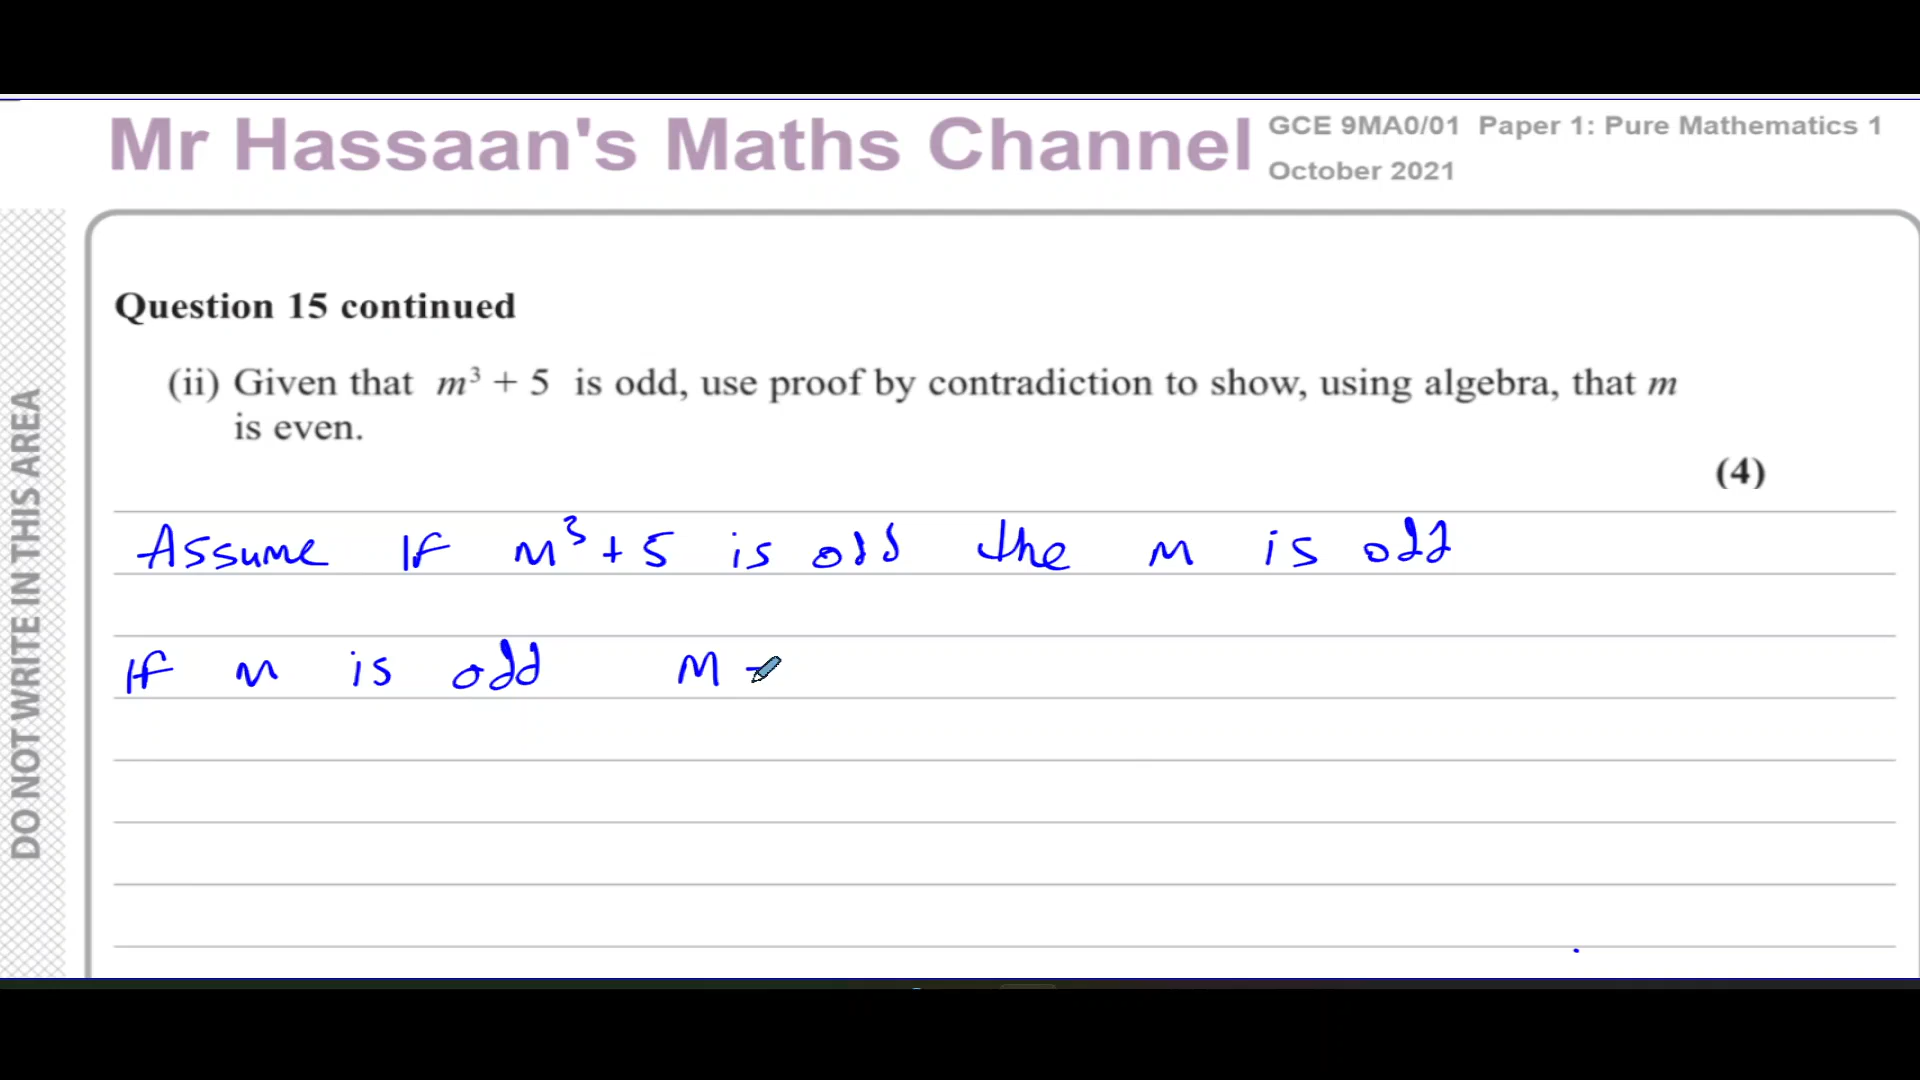 Mr Hassaan's Maths Channel
GCE 9MA0/01 Paper 1: Pure Mathematics 1
October 2021
DO NOT WRITE IN THIS AREA
Question 15 continued
(ii) Given that m³ + 5 is odd, use proof by contradiction to show, using algebra, that m
is even.
(4)
Assume If m³ + 5 is odd the m is odd
If m is odd m